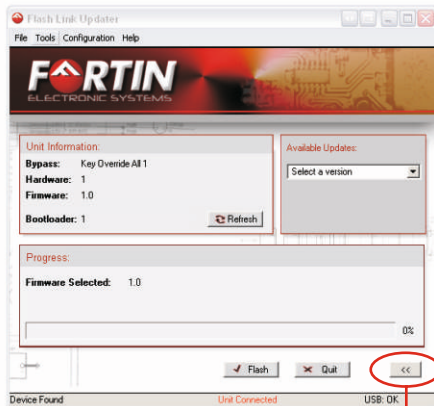 Flash Link Updater
File Tools Configuration Help
FORTIN
ELECTRONIC SYSTEMS
Unit Information:
Bypass: Key Override All 1
Hardware: 1
Firmware: 1.0
Bootloader: 1
Refresh
Available Updates:
Select a version
Progress:
Firmware Selected: 1.0
0%
Flash
Quit
<<
Device Found
Unit Connected
USB: OK